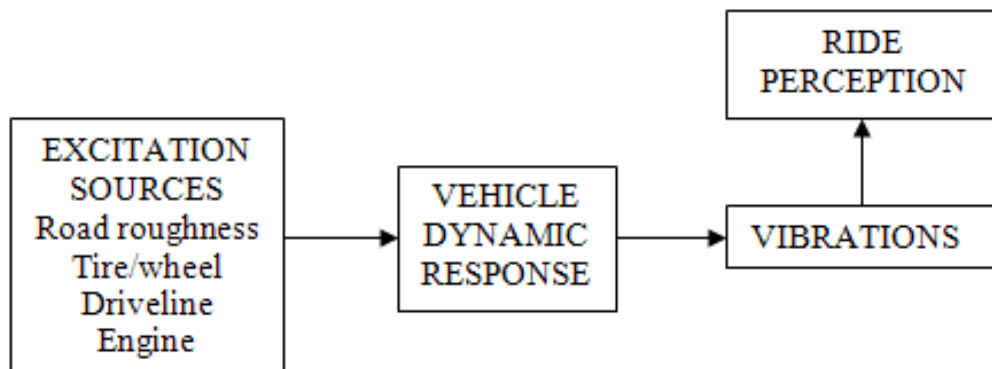 EXCITATION
SOURCES
Road roughness
Tire/wheel
Driveline
Engine
VEHICLE
DYNAMIC
RESPONSE
VIBRATIONS
RIDE
PERCEPTION